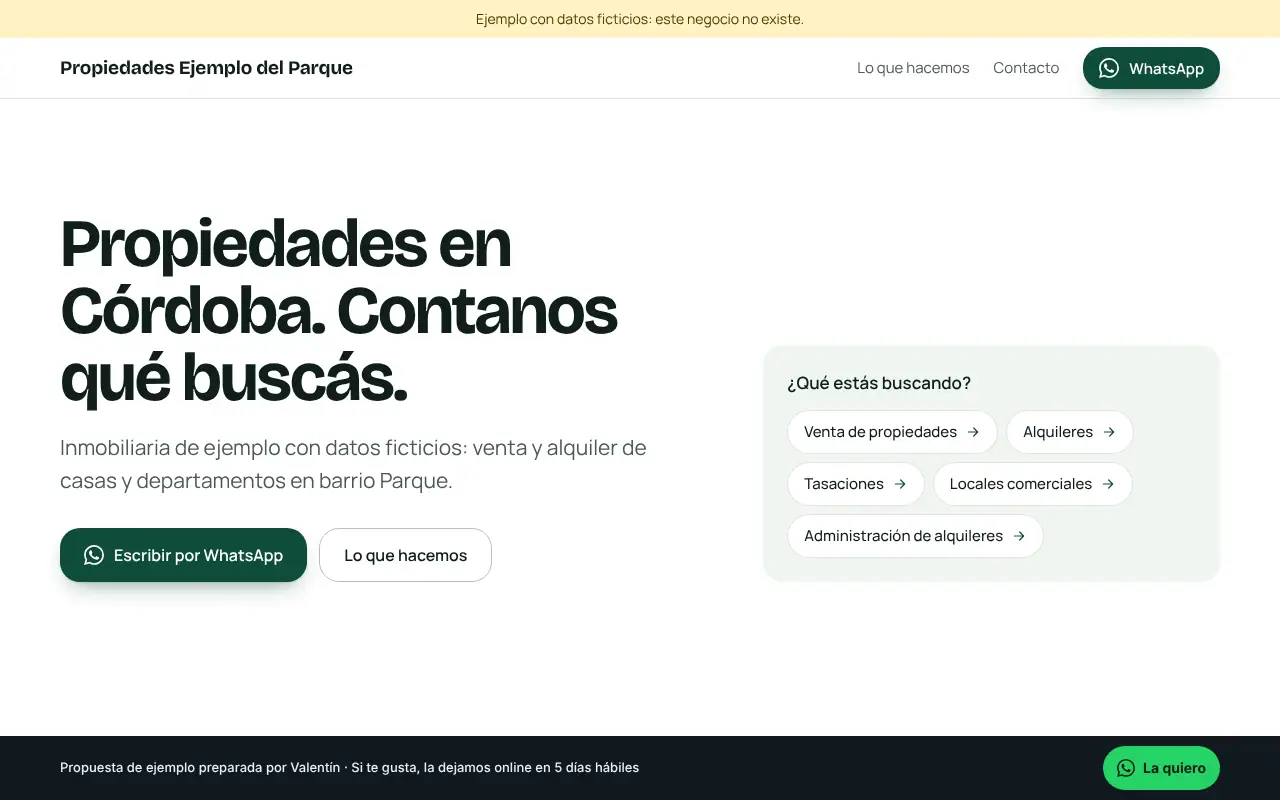 Ejemplo con datos ficticios: este negocio no existe.
Propiedades Ejemplo del Parque
Lo que hacemos
Contacto
WhatsApp
Propiedades en
Córdoba. Contanos
qué buscás.
Inmobiliaria de ejemplo con datos ficticios: venta y alquiler de
casas y departamentos en barrio Parque.
Escribir por WhatsApp
Lo que hacemos
¿Qué estás buscando?
Venta de propiedades →
Alquileres →
Tasaciones →
Locales comerciales →
Administración de alquileres →
Propuesta de ejemplo preparada por Valentín · Si te gusta, la dejamos online en 5 días hábiles
La quiero